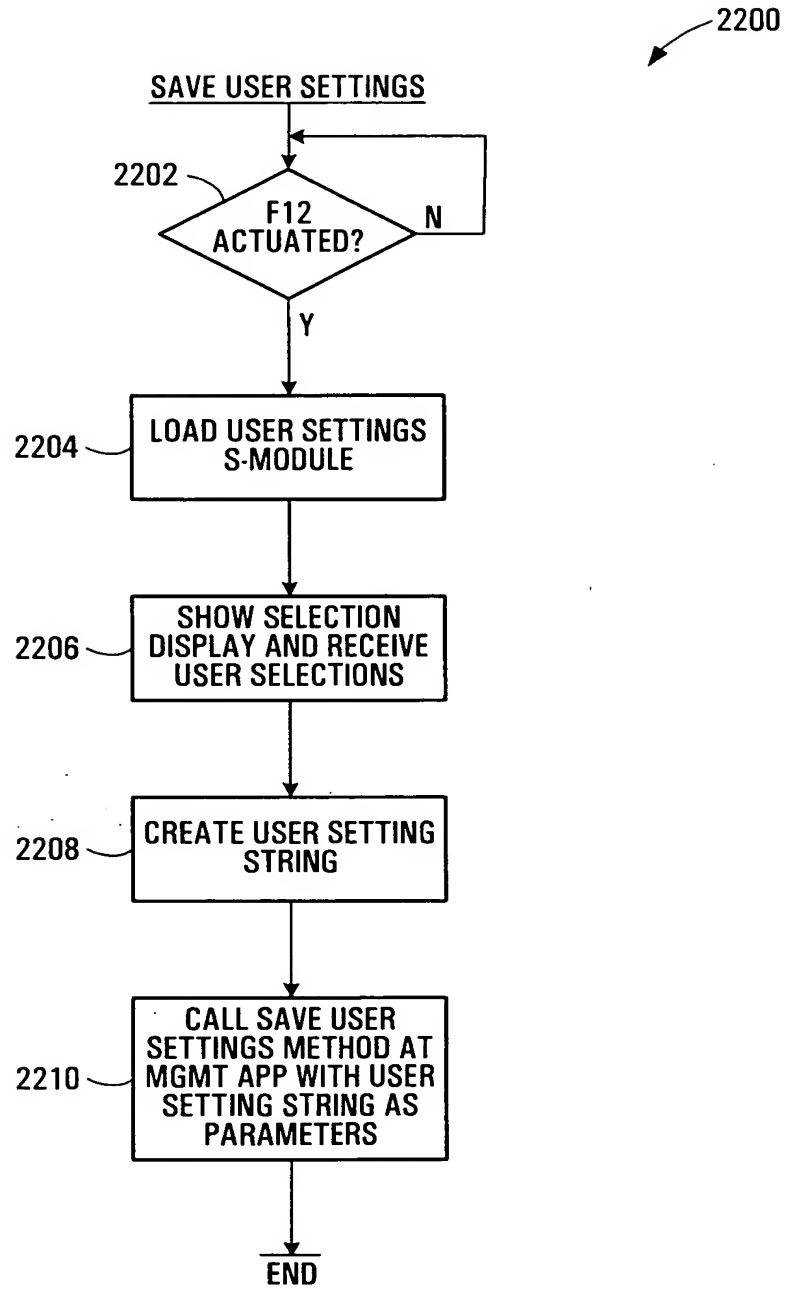 2200
SAVE USER SETTINGS
2202
F12
ACTUATED?
N
Y
2204
LOAD USER SETTINGS
S-MODULE
2206
SHOW SELECTION
DISPLAY AND RECEIVE
USER SELECTIONS
2208
CREATE USER SETTING
STRING
2210
CALL SAVE USER
SETTINGS METHOD AT
MGMT APP WITH USER
SETTING STRING AS
PARAMETERS
END